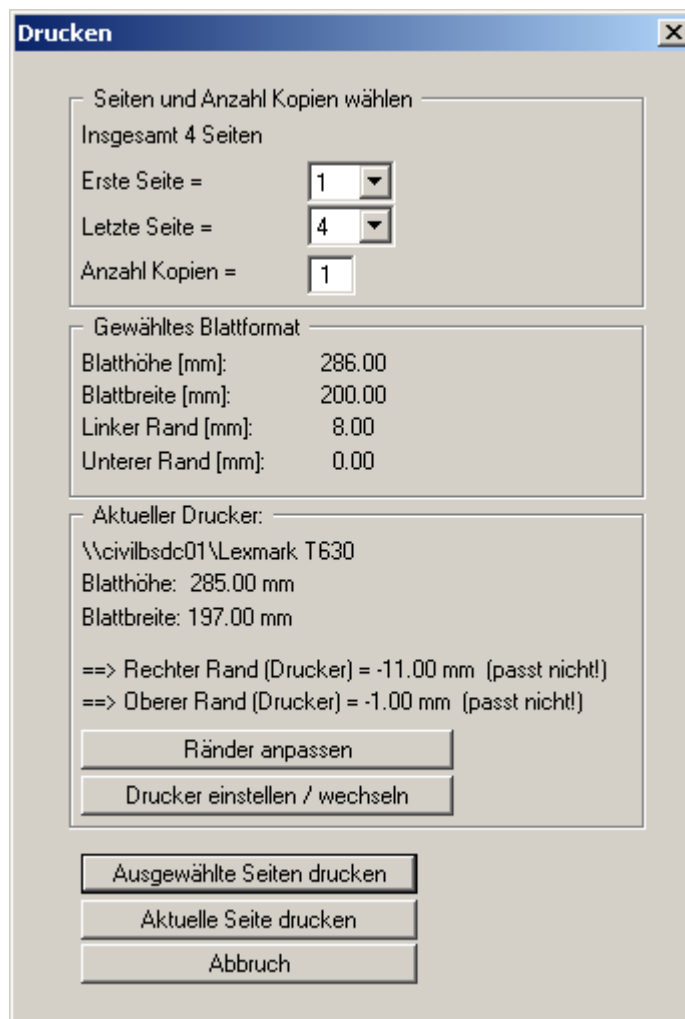 Drucken
Seiten und Anzahl Kopien wählen
Insgesamt 4 Seiten
Erste Seite = 1
Letzte Seite = 4
Anzahl Kopien = 1
Gewähltes Blattformat
Blatthöhe [mm]: 286.00
Blattbreite [mm]: 200.00
Linker Rand [mm]: 8.00
Unterer Rand [mm]: 0.00
Aktueller Drucker:
\\civilbsdc01\Lexmark T630
Blatthöhe: 285.00 mm
Blattbreite: 197.00 mm
==> Rechter Rand (Drucker) = -11.00 mm (passt nicht!)
==> Oberer Rand (Drucker) = -1.00 mm (passt nicht!)
Ränder anpassen
Drucker einstellen / wechseln
Ausgewählte Seiten drucken
Aktuelle Seite drucken
Abbruch